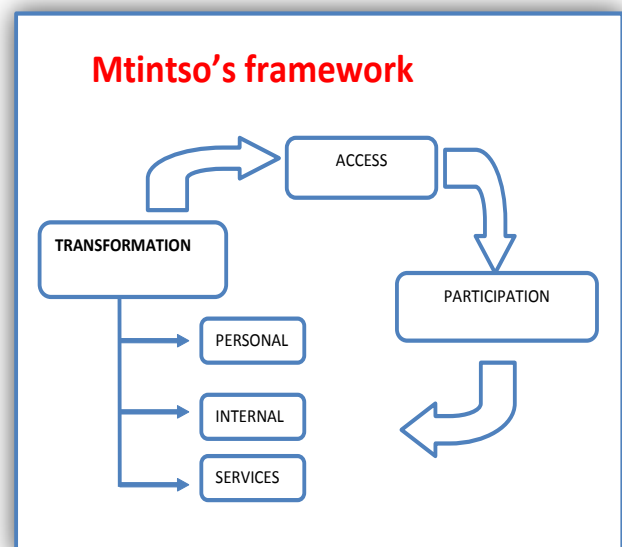 Mtintso’s framework
ACCESS
TRANSFORMATION
PARTICIPATION
PERSONAL
INTERNAL
SERVICES